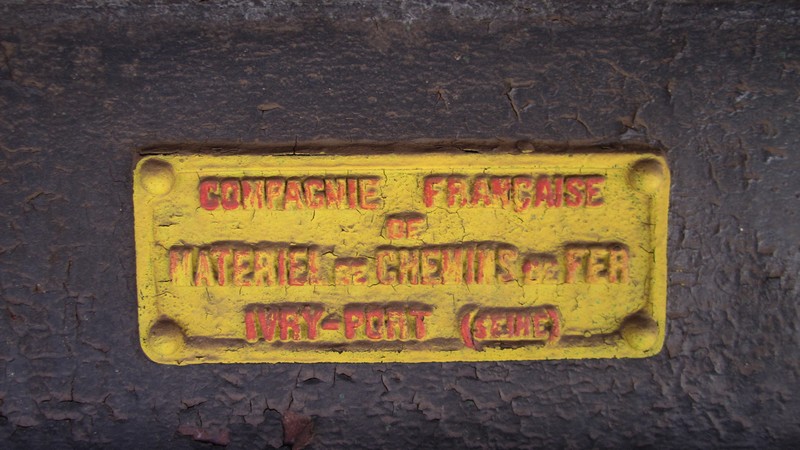 COMPAGNIE FRANÇAISE
DE
MATERIEL DE CHEMINS DE FER
IVRY-PORT (SEINE)